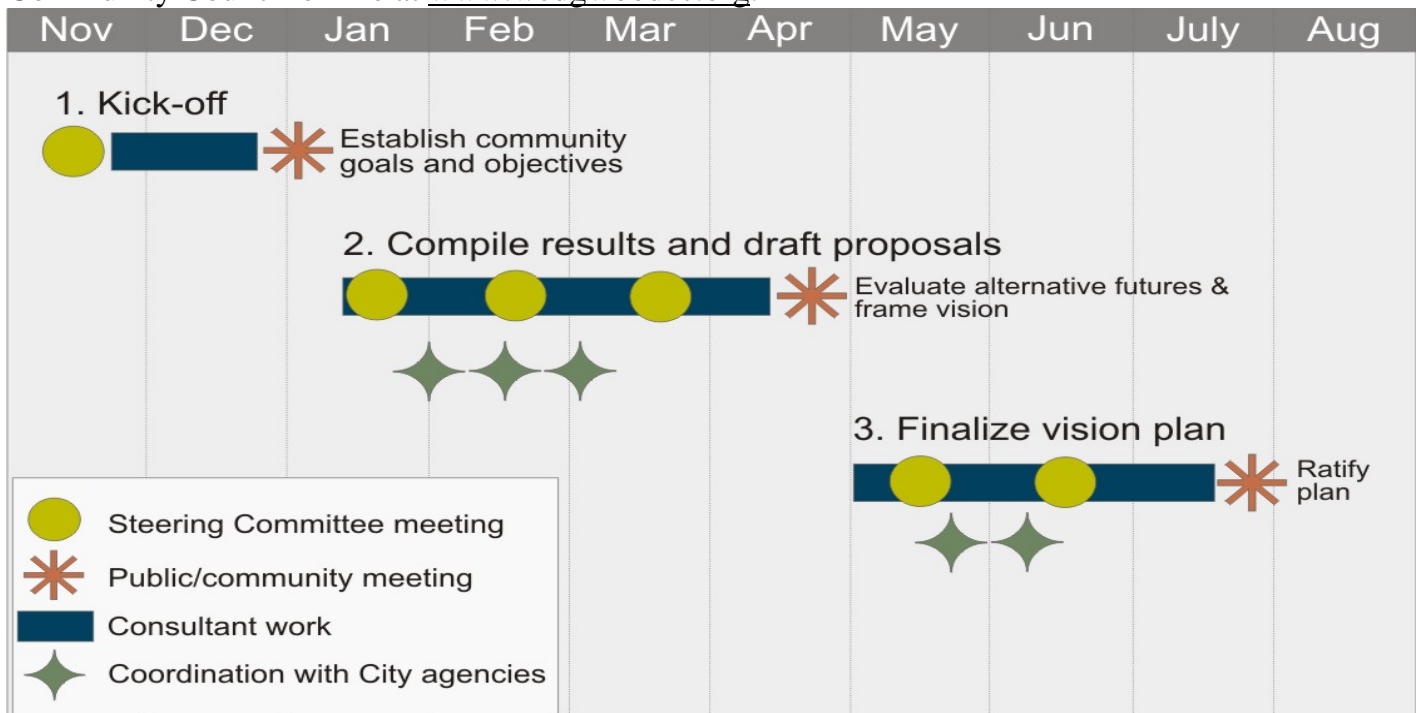 Nov Dec Jan Feb Mar Apr May Jun July Aug
1. Kick-off
Establish community
goals and objectives
2. Compile results and draft proposals
Evaluate alternative futures &
frame vision
3. Finalize vision plan
Ratify
plan
Steering Committee meeting
Public/community meeting
Consultant work
Coordination with City agencies